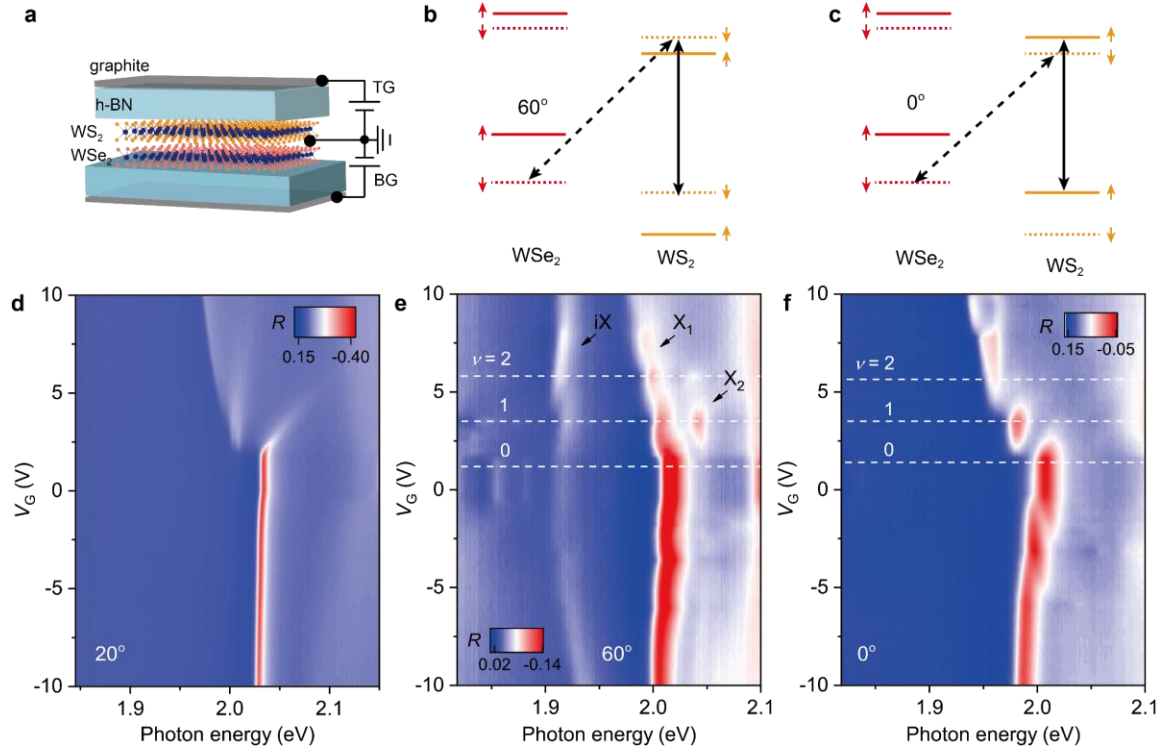 a
graphite
h-BN
WS₂
WSe₂
TG
BG
b
60°
WSe₂
WS₂
c
0°
WSe₂
WS₂
d
10
5
0
-5
-10
V_G (V)
R
0.15 -0.40
20°
1.9 2.0 2.1
Photon energy (eV)
e
10
5
0
-5
-10
V_G (V)
iX
X₁
X₂
ν = 2
1
0
R
0.02 -0.14
60°
1.9 2.0 2.1
Photon energy (eV)
f
10
5
0
-5
-10
V_G (V)
R
0.15 -0.05
ν = 2
1
0
0°
1.9 2.0 2.1
Photon energy (eV)